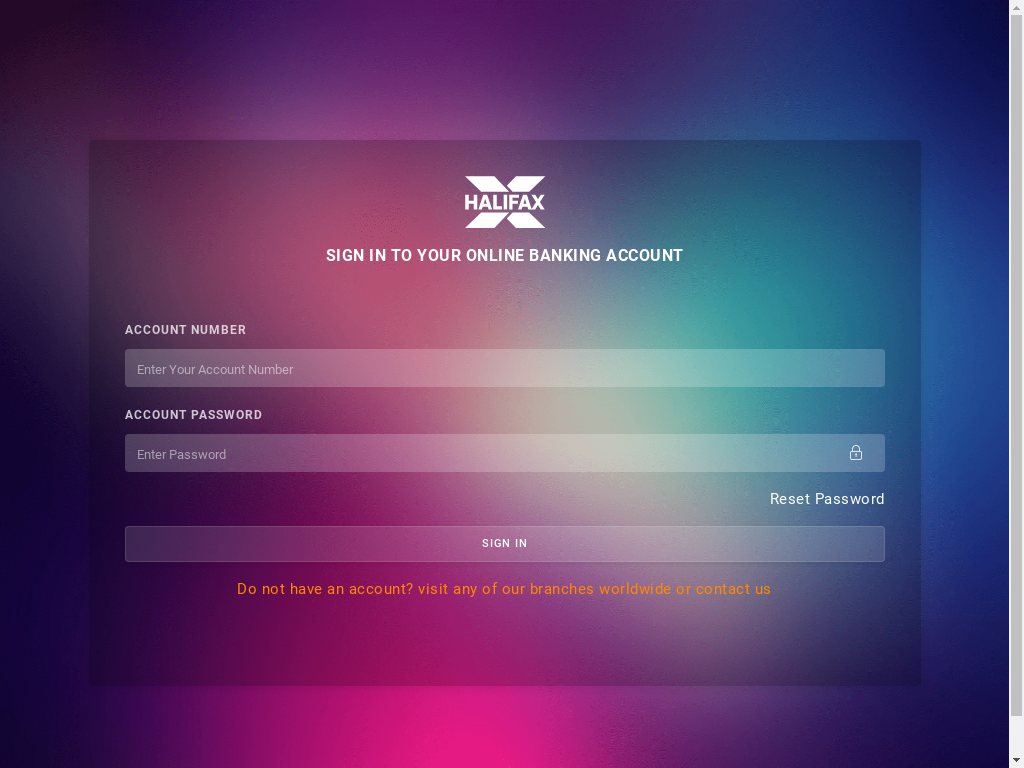 HALIFAX
SIGN IN TO YOUR ONLINE BANKING ACCOUNT
ACCOUNT NUMBER
Enter Your Account Number
ACCOUNT PASSWORD
Enter Password
Reset Password
SIGN IN
Do not have an account? visit any of our branches worldwide or contact us